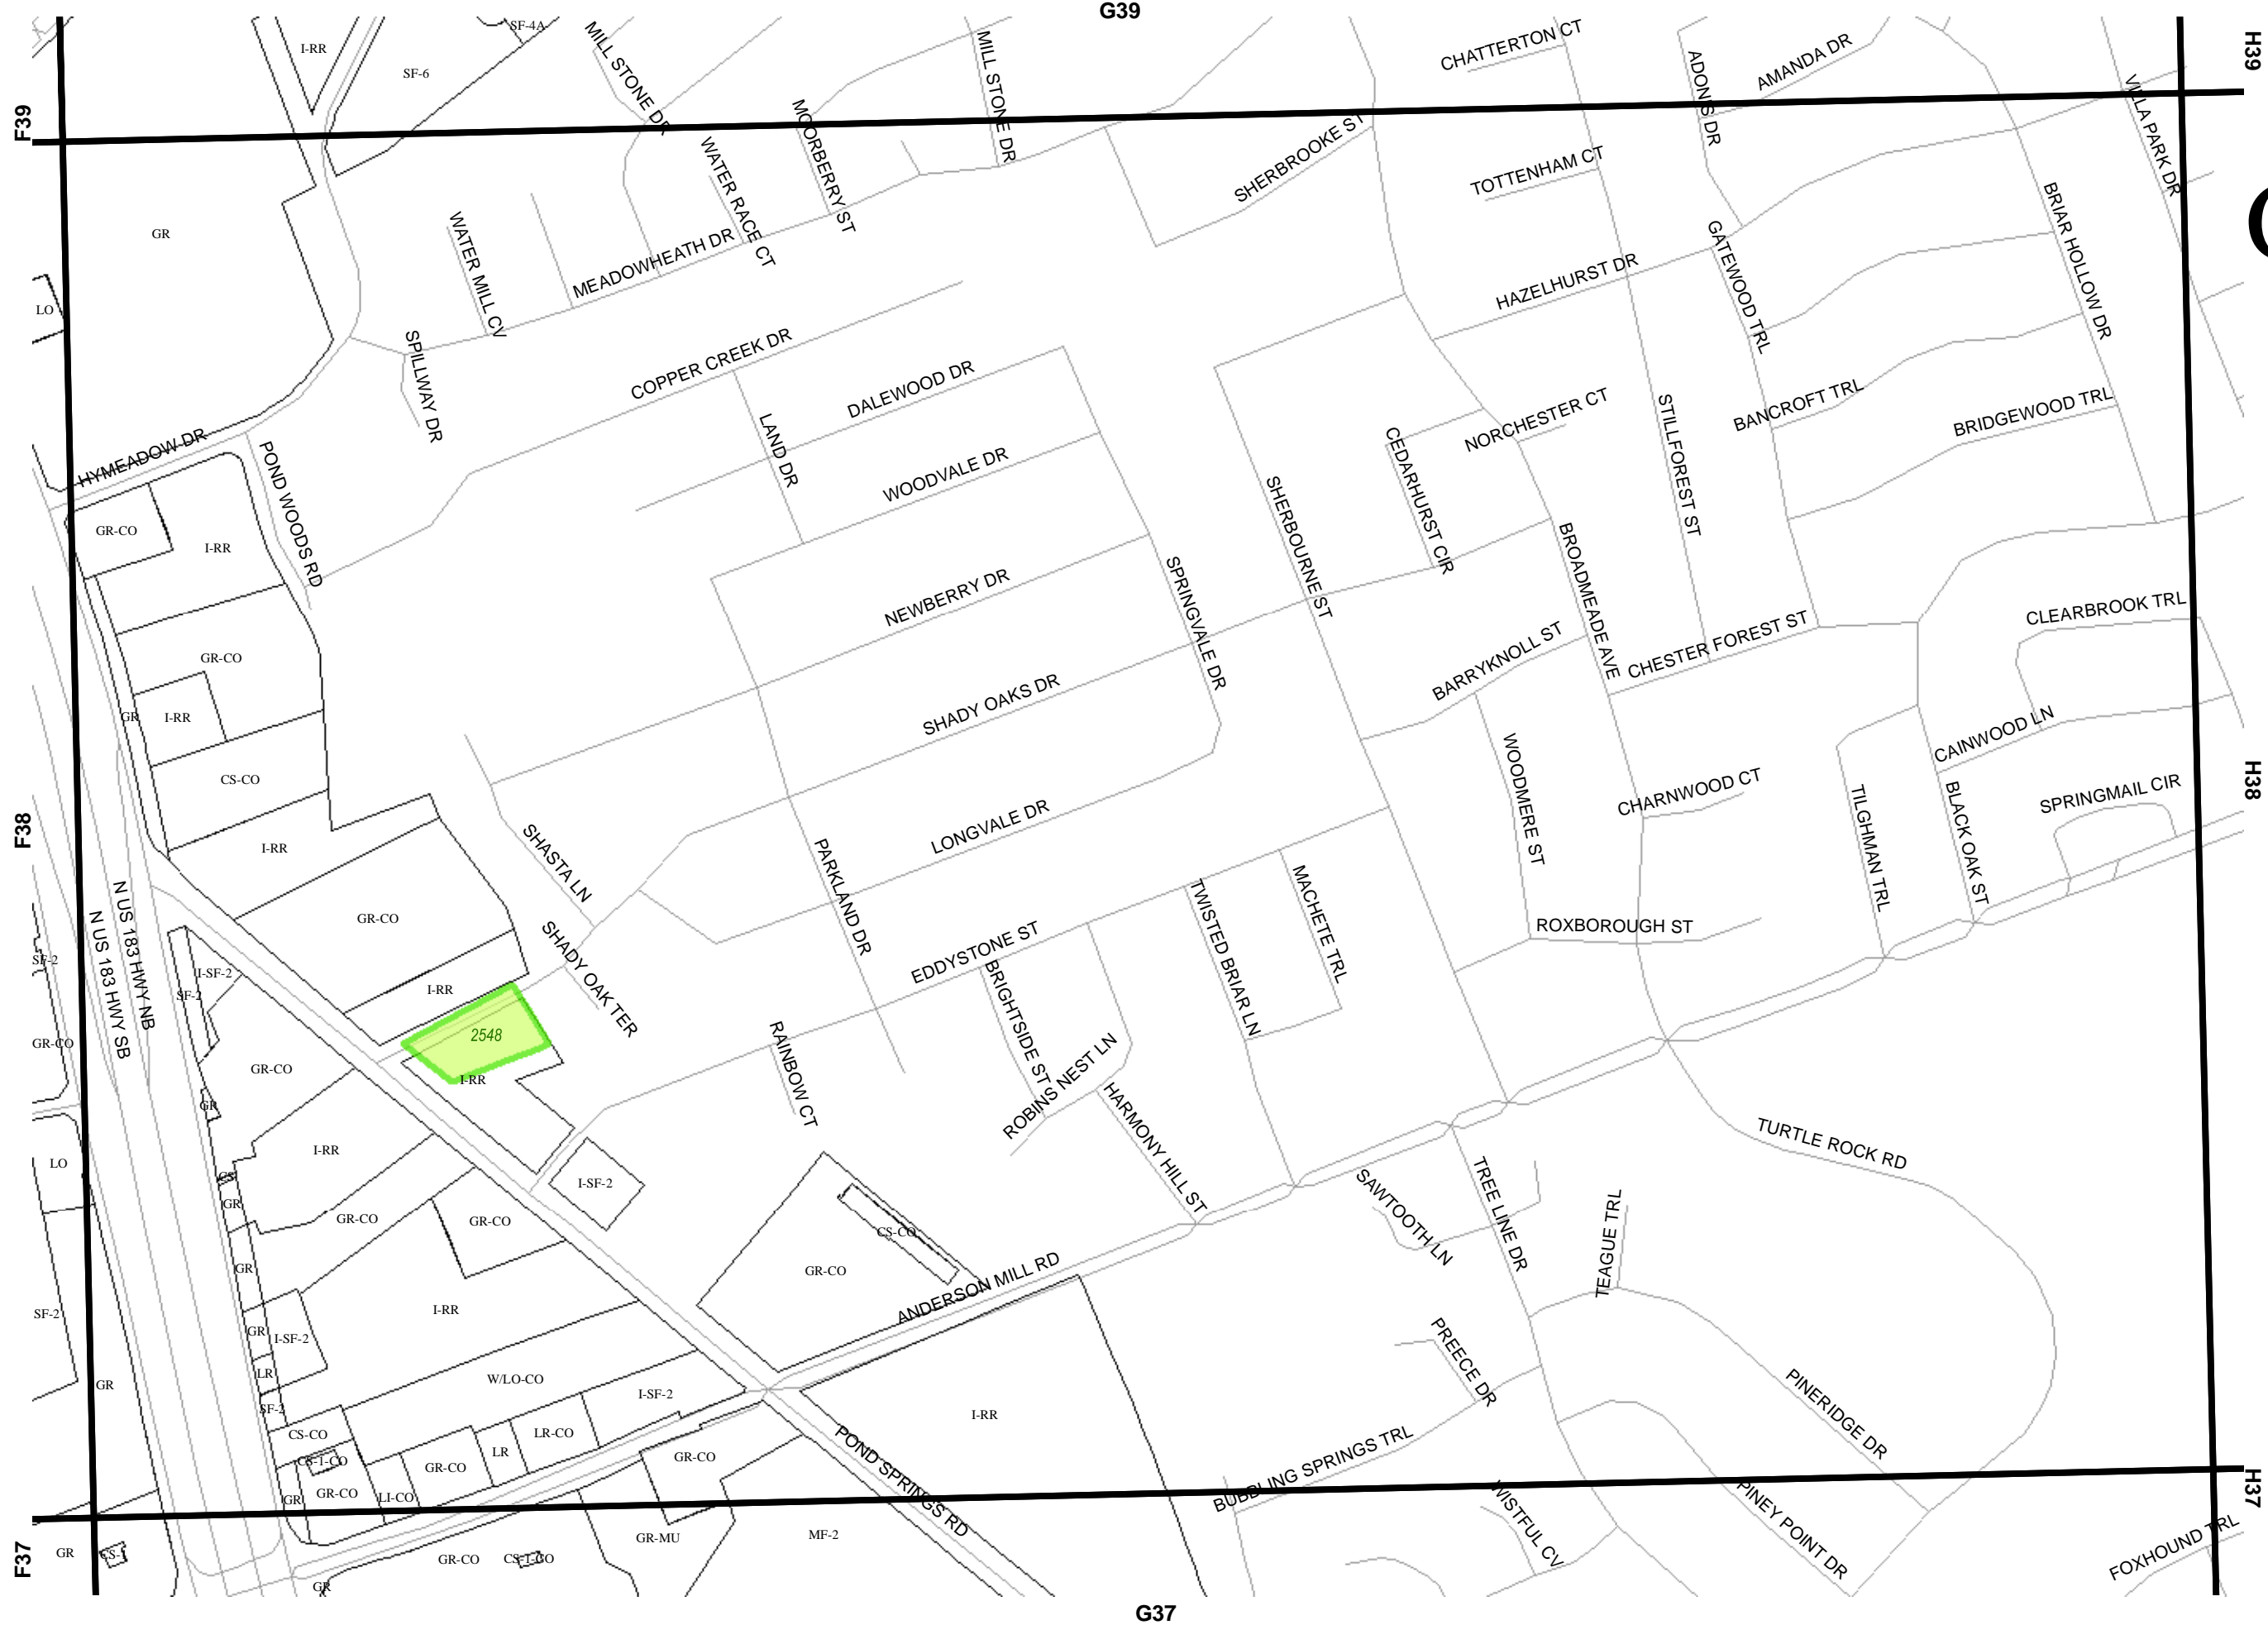 G39
SF-4A
I-RR
SF-6
MILL STONE DR
MILL STONE DR
CHATTERTON CT
ADONIS DR
AMANDA DR
H39
VILLA PARK DR
F39
MOORBERRY ST
WATER RACE CT
SHERBROOKE ST
TOTTENHAM CT
BRIAR HOLLOW DR
GR
WATER MILL CV
MEADOWHEATH DR
GATEWOOD TRL
HAZELHURST DR
LO
SPILLWAY DR
COPPER CREEK DR
DALEWOOD DR
LAND DR
NORCHESTER CT
STILLFOREST ST
BANCROFT TRL
BRIDGEWOOD TRL
HYMEADOW DR
POND WOODS RD
WOODVALE DR
CEDARHURST CIR
SHERBOURNE ST
GR-CO
I-RR
BROADMEADE AVE
NEWBERRY DR
SPRINGVALE DR
CLEARBROOK TRL
GR-CO
BARRYKNOLL ST
CHESTER FOREST ST
SHADY OAKS DR
GR
I-RR
CAINWOOD LN
CS-CO
WOODMERE ST
CHARNWOOD CT
TILGHMAN TRL
BLACK OAK ST
SPRINGMAIL CIR
H38
F38
I-RR
SHASTA LN
LONGVALE DR
PARKLAND DR
MACHETE TRL
TWISTED BRIAR LN
N US 183 HWY NB
N US 183 HWY SB
GR-CO
ROXBOROUGH ST
SHADY OAK TER
EDDYSTONE ST
SF-2
I-SF-2
SF-2
I-RR
BRIGHTSIDE ST
2548
RAINBOW CT
ROBINS NEST LN
GR-CO
GR-CO
I-RR
HARMONY HILL ST
GR
TURTLE ROCK RD
I-RR
LO
CS
I-SF-2
SAWTOOTH LN
TREE LINE DR
TEAGUE TRL
GR
GR-CO
GR-CO
CS-CO
GR
GR-CO
ANDERSON MILL RD
SF-2
I-RR
GR
I-SF-2
PREECE DR
LR
W/LO-CO
GR
I-SF-2
PINERIDGE DR
SF-2
I-RR
CS-CO
LR-CO
LR
POND SPRINGS RD
BUBBLING SPRINGS TRL
CS-1-CO
GR-CO
GR-CO
GR
GR-CO
LI-CO
H37
WISTFUL CV
PINEY POINT DR
GR-MU
MF-2
F37
GR
CS-1
GR-CO
CS-1-CO
GR
FOXHOUND TRL
G37